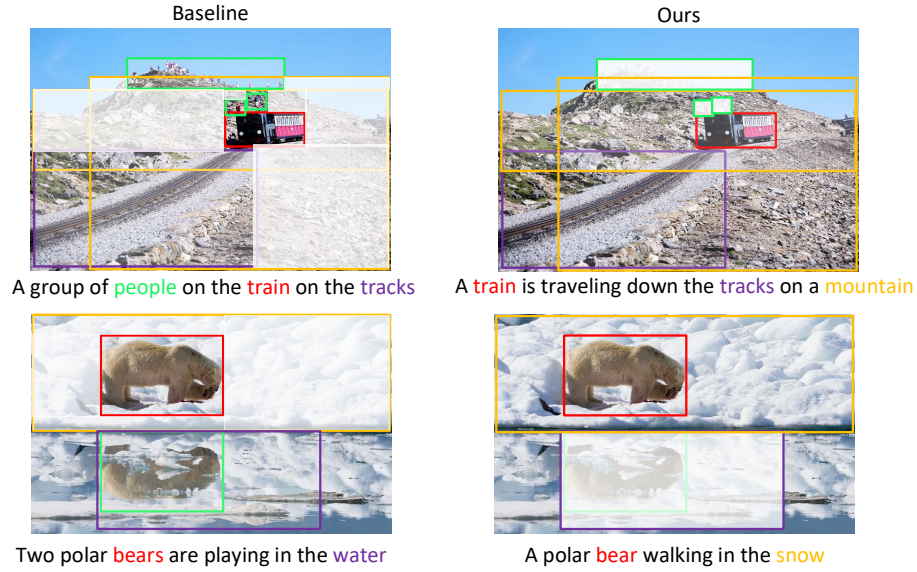 Baseline
Ours
A group of people on the train on the tracks
A train is traveling down the tracks on a mountain
Two polar bears are playing in the water
A polar bear walking in the snow